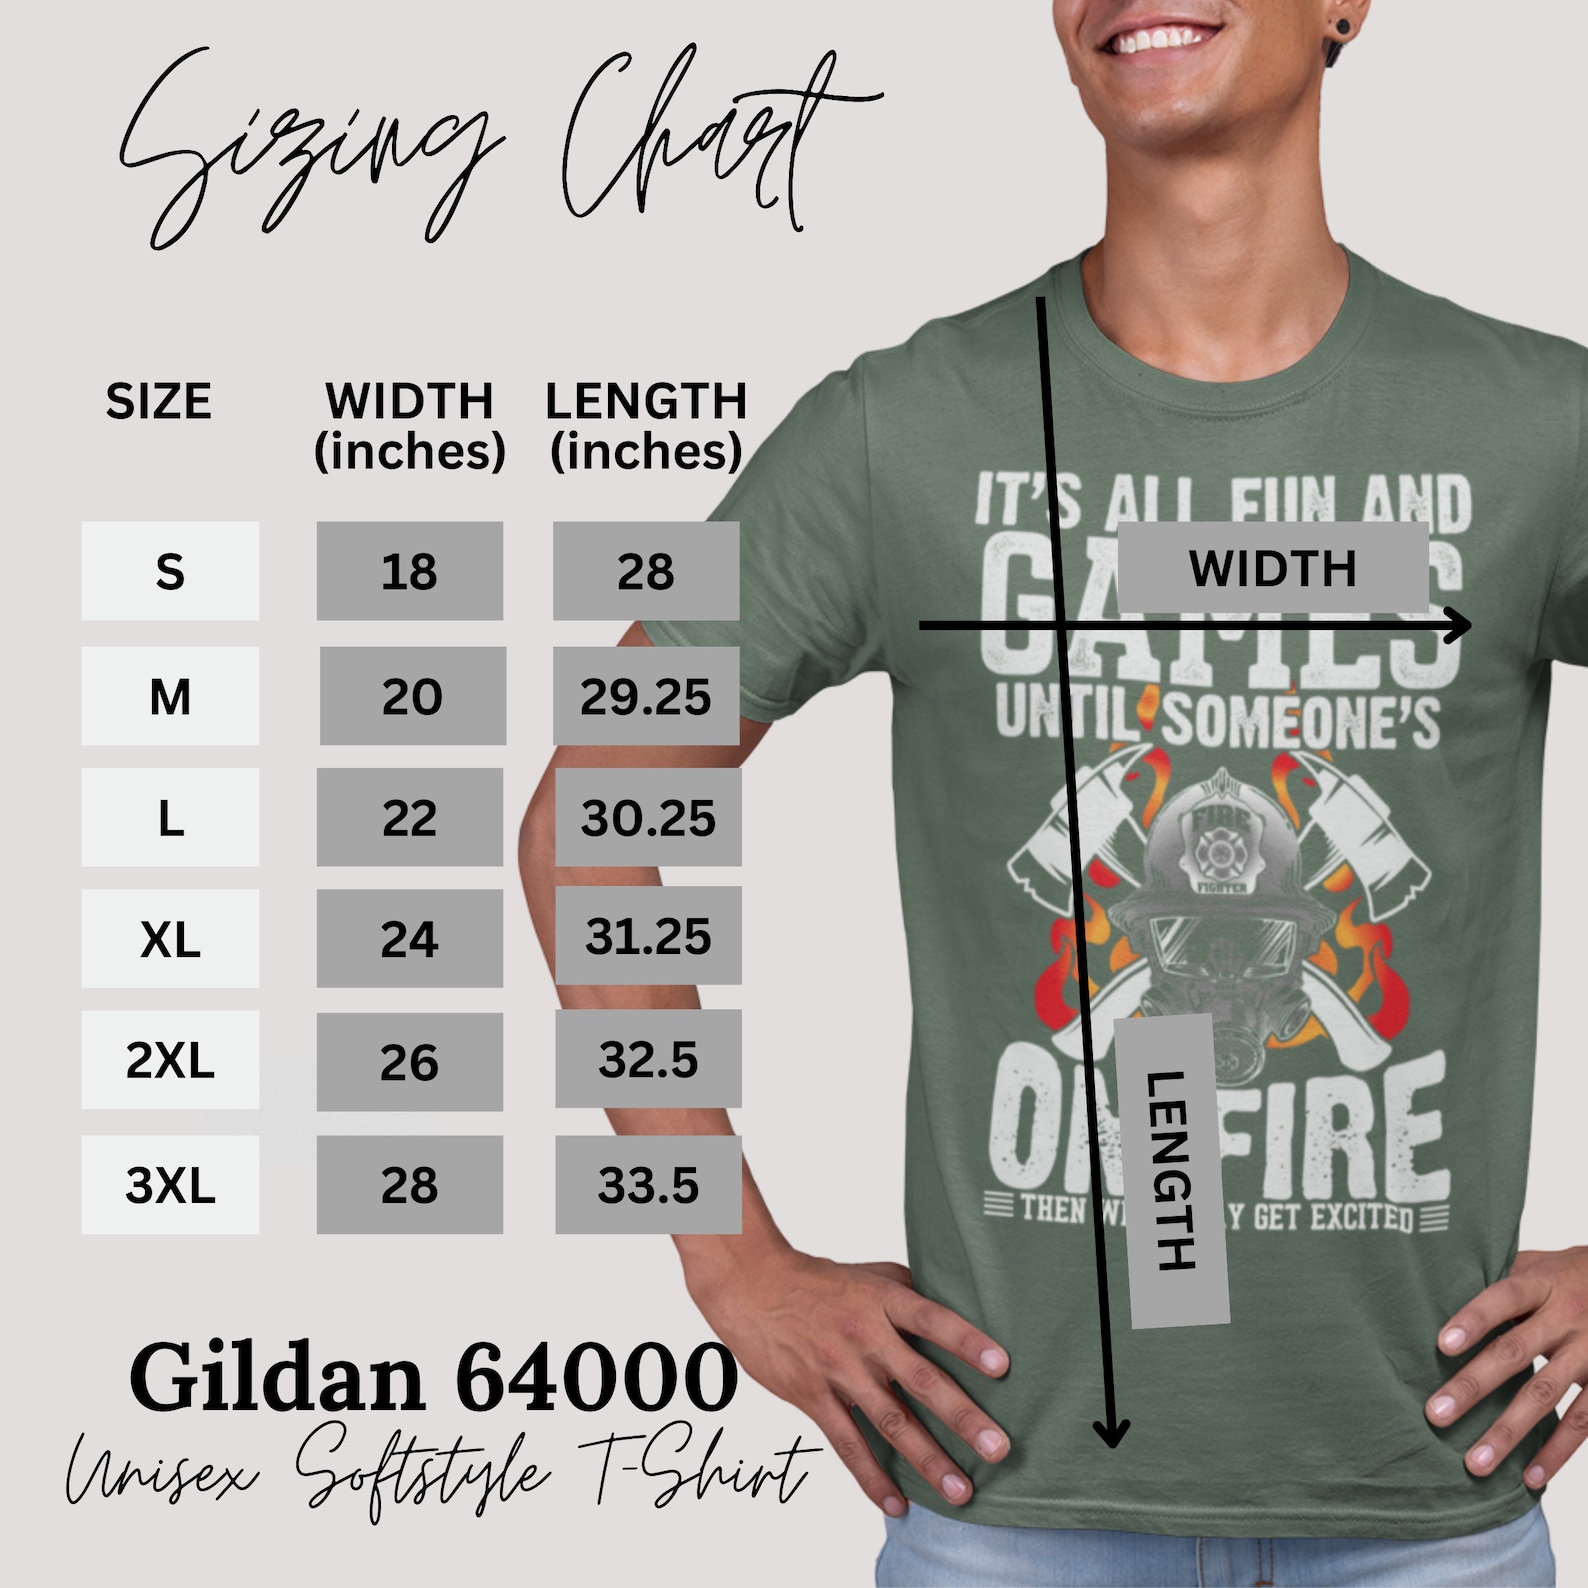 Sizing Chart
SIZE WIDTH LENGTH
(inches) (inches)
S 18 28
M 20 29.25
L 22 30.25
XL 24 31.25
2XL 26 32.5
3XL 28 33.5
Gildan 64000
Unisex Softstyle T-Shirt
IT'S ALL FUN AND
GAMES
WIDTH
UNTIL SOMEONE'S
FIRE
FIGHTER
ON FIRE
LENGTH
THEN GET EXCITED